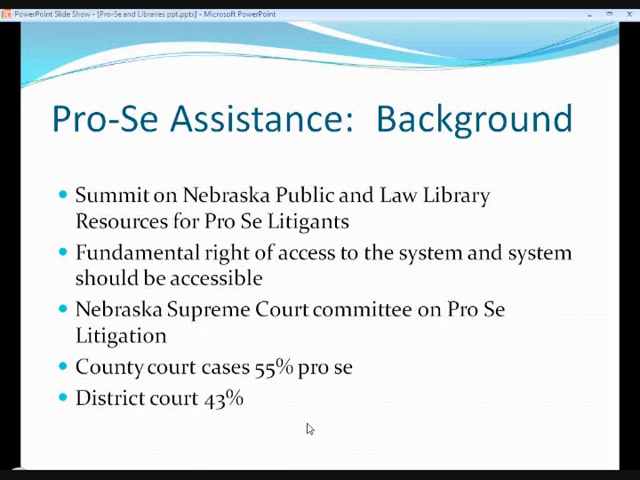 PowerPoint Slide Show - [Pro-Se and Libraries ppt.pptx] - Microsoft PowerPoint
Pro-Se Assistance: Background
• Summit on Nebraska Public and Law Library
Resources for Pro Se Litigants
• Fundamental right of access to the system and system
should be accessible
• Nebraska Supreme Court committee on Pro Se
Litigation
• County court cases 55% pro se
• District court 43%